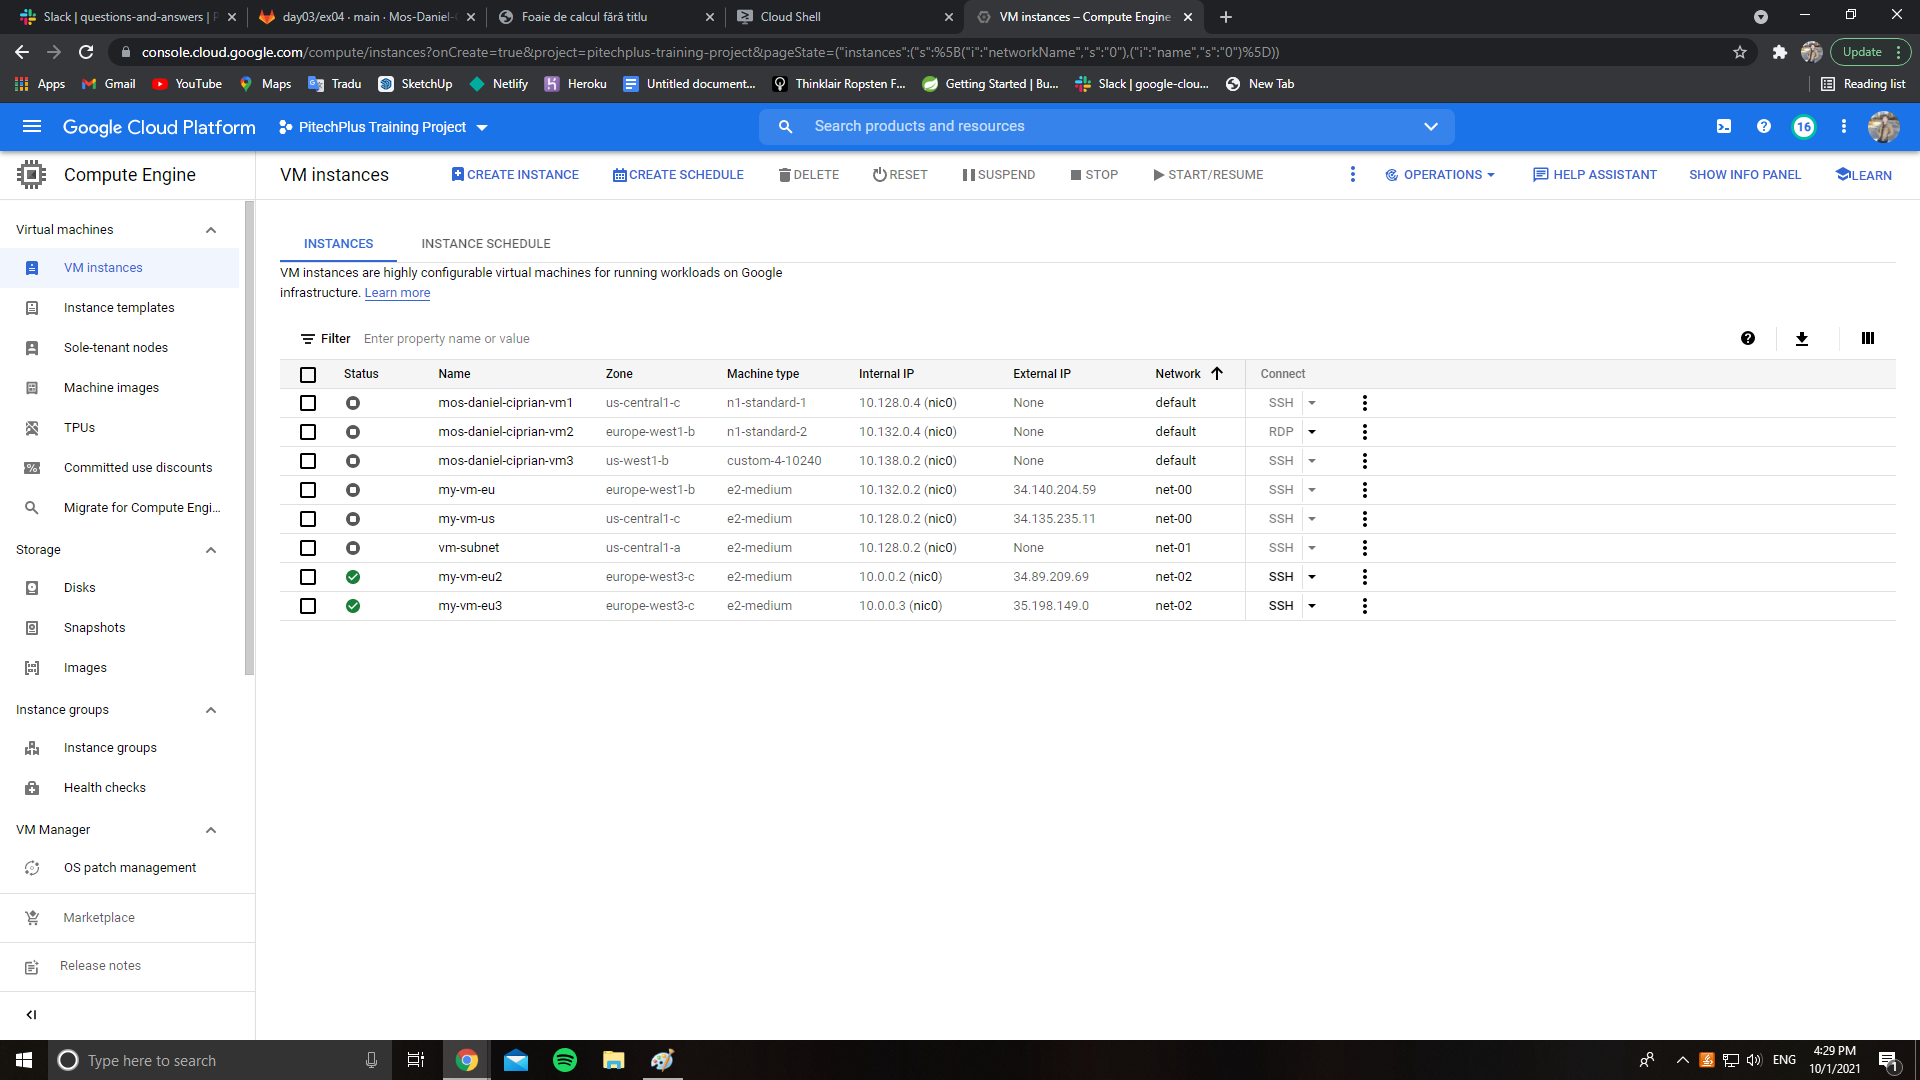 Slack | questions-and-answers | P
day03/ex04 · main · Mos-Daniel-
Foaie de calcul fără titlu
Cloud Shell
VM instances – Compute Engine
console.cloud.google.com/compute/instances?onCreate=true&project=pitechplus-training-project&pageState=("instances":("s":%5B("i":"networkName","s":"0"),("i":"name","s":"0")%5D))
Update
Apps
Gmail
YouTube
Maps
Tradu
SketchUp
Netlify
Heroku
Untitled document...
Thinklair Ropsten F...
Getting Started | Bu...
Slack | google-clou...
New Tab
Reading list
Google Cloud Platform
PitechPlus Training Project
Search products and resources
16
Compute Engine
VM instances
CREATE INSTANCE
CREATE SCHEDULE
DELETE
RESET
SUSPEND
STOP
START/RESUME
OPERATIONS
HELP ASSISTANT
SHOW INFO PANEL
LEARN
Virtual machines
VM instances
Instance templates
Sole-tenant nodes
Machine images
TPUs
Committed use discounts
Migrate for Compute Engi...
Storage
Disks
Snapshots
Images
Instance groups
Instance groups
Health checks
VM Manager
OS patch management
Marketplace
Release notes
INSTANCES
INSTANCE SCHEDULE
VM instances are highly configurable virtual machines for running workloads on Google
infrastructure. Learn more
Filter Enter property name or value
Status Name Zone Machine type Internal IP External IP Network Connect
mos-daniel-ciprian-vm1 us-central1-c n1-standard-1 10.128.0.4 (nic0) None default SSH
mos-daniel-ciprian-vm2 europe-west1-b n1-standard-2 10.132.0.4 (nic0) None default RDP
mos-daniel-ciprian-vm3 us-west1-b custom-4-10240 10.138.0.2 (nic0) None default SSH
my-vm-eu europe-west1-b e2-medium 10.132.0.2 (nic0) 34.140.204.59 net-00 SSH
my-vm-us us-central1-c e2-medium 10.128.0.2 (nic0) 34.135.235.11 net-00 SSH
vm-subnet us-central1-a e2-medium 10.128.0.2 (nic0) None net-01 SSH
my-vm-eu2 europe-west3-c e2-medium 10.0.0.2 (nic0) 34.89.209.69 net-02 SSH
my-vm-eu3 europe-west3-c e2-medium 10.0.0.3 (nic0) 35.198.149.0 net-02 SSH
Type here to search
ENG
4:29 PM
10/1/2021
1